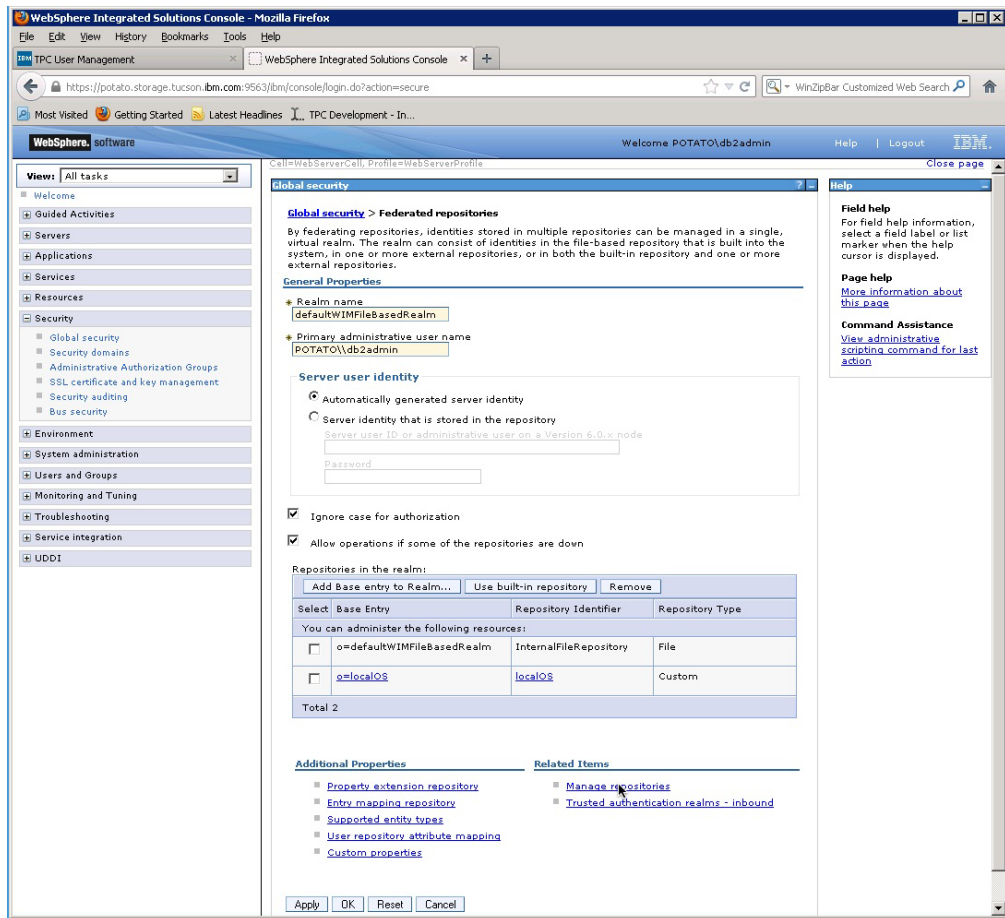 WebSphere Integrated Solutions Console - Mozilla Firefox
File Edit View History Bookmarks Tools Help
IBM TPC User Management × WebSphere Integrated Solutions Console × +
https://potato.storage.tucson.ibm.com:9563/ibm/console/login.do?action=secure WinZipBar Customized Web Search
Most Visited Getting Started Latest Headlines TPC Development - In...
WebSphere. software Welcome POTATO\db2admin Help | Logout IBM.
Cell=WebServerCell, Profile=WebServerProfile Close page
View: All tasks
Welcome
Guided Activities
Servers
Applications
Services
Resources
Security
Global security
Security domains
Administrative Authorization Groups
SSL certificate and key management
Security auditing
Bus security
Environment
System administration
Users and Groups
Monitoring and Tuning
Troubleshooting
Service integration
UDDI
Global security ? -
Global security > Federated repositories
By federating repositories, identities stored in multiple repositories can be managed in a single,
virtual realm. The realm can consist of identities in the file-based repository that is built into the
system, in one or more external repositories, or in both the built-in repository and one or more
external repositories.
General Properties
* Realm name
defaultWIMFileBasedRealm
* Primary administrative user name
POTATO\\db2admin
Server user identity
Automatically generated server identity
Server identity that is stored in the repository
Server user ID or administrative user on a Version 6.0.x node
Password
Ignore case for authorization
Allow operations if some of the repositories are down
Repositories in the realm:
Add Base entry to Realm... Use built-in repository Remove
Select Base Entry Repository Identifier Repository Type
You can administer the following resources:
o=defaultWIMFileBasedRealm InternalFileRepository File
o=localOS localOS Custom
Total 2
Additional Properties
Property extension repository
Entry mapping repository
Supported entity types
User repository attribute mapping
Custom properties
Related Items
Manage repositories
Trusted authentication realms - inbound
Apply OK Reset Cancel
Help -
Field help
For field help information,
select a field label or list
marker when the help
cursor is displayed.
Page help
More information about
this page
Command Assistance
View administrative
scripting command for last
action